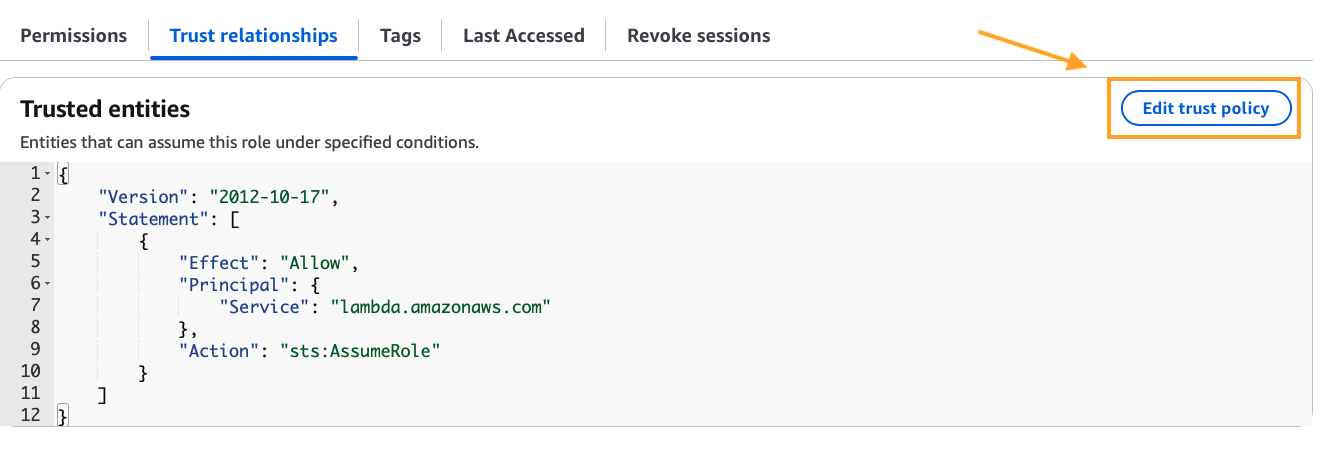 Permissions Trust relationships Tags Last Accessed Revoke sessions
Trusted entities Edit trust policy
Entities that can assume this role under specified conditions.
1 {
2 "Version": "2012-10-17",
3 "Statement": [
4 {
5 "Effect": "Allow",
6 "Principal": {
7 "Service": "lambda.amazonaws.com"
8 },
9 "Action": "sts:AssumeRole"
10 }
11 ]
12 }